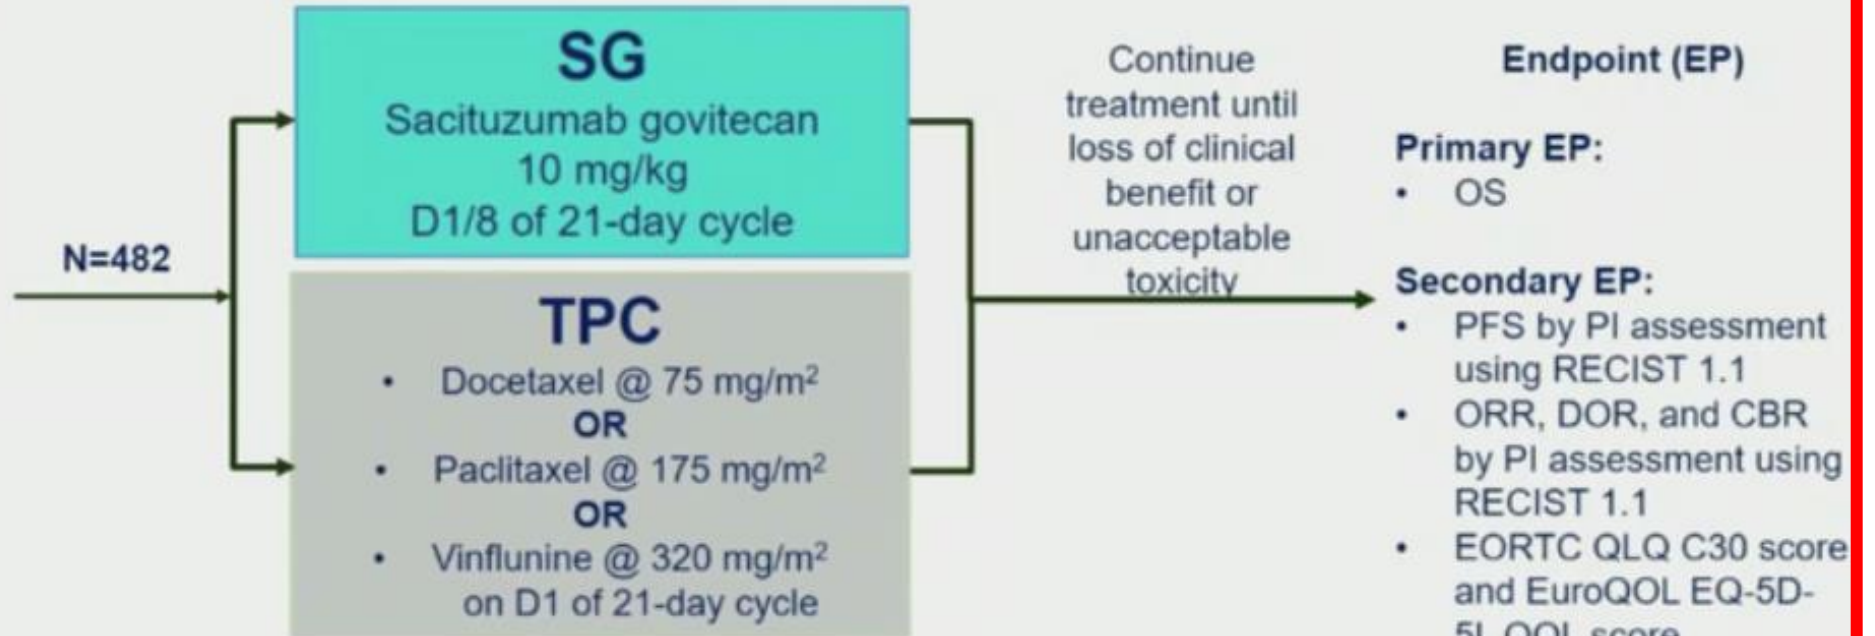 N=482
SG
Sacituzumab govitecan
10 mg/kg
D1/8 of 21-day cycle
TPC
• Docetaxel @ 75 mg/m²
OR
• Paclitaxel @ 175 mg/m²
OR
• Vinflunine @ 320 mg/m²
on D1 of 21-day cycle
Continue
treatment until
loss of clinical
benefit or
unacceptable
toxicity
Endpoint (EP)
Primary EP:
• OS
Secondary EP:
• PFS by PI assessment
using RECIST 1.1
• ORR, DOR, and CBR
by PI assessment using
RECIST 1.1
• EORTC QLQ C30 score
and EuroQOL EQ-5D-
5L QOL score